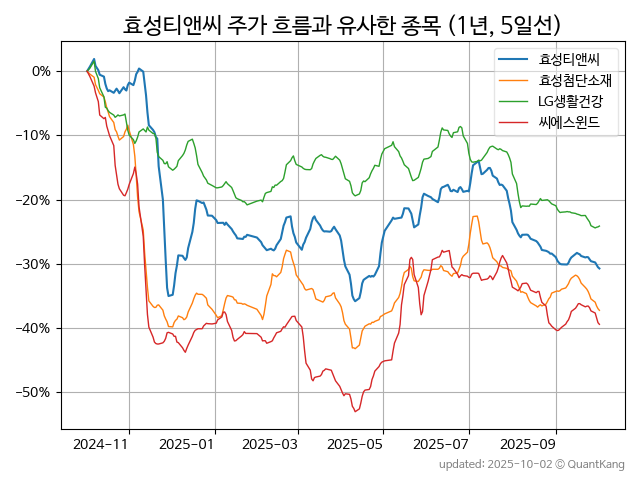 효성티앤씨 주가 흐름과 유사한 종목 (1년, 5일선)
효성티앤씨
효성첨단소재
LG생활건강
씨에스윈드
0%
−10%
−20%
−30%
−40%
−50%
2024-11
2025-01
2025-03
2025-05
2025-07
2025-09
updated: 2025-10-02 © QuantKang